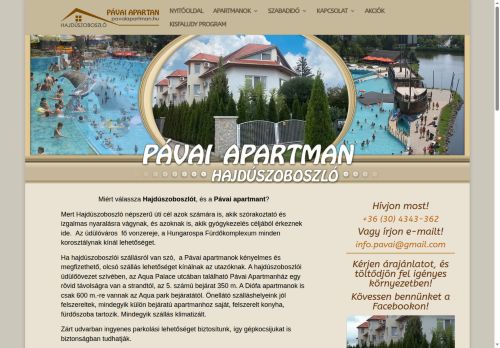 PÁVAI APARTAN
pavaiapartman.hu
HAJDÚSZOBOSZLÓ
NYITÓOLDAL APARTMANOK SZABADIDŐ KAPCSOLAT AKCIÓK
KISFALUDY PROGRAM
PÁVAI APARTMAN
HAJDÚSZOBOSZLÓ
Miért válassza Hajdúszoboszlót, és a Pávai apartmant?
Mert Hajdúszoboszló népszerű úti cél azok számára is, akik szórakoztató és
izgalmas nyaralásra vágynak, és azoknak is, akik gyógykezelés céljából érkeznek
ide. Az üdülőváros fő vonzereje, a Hungarospa Fürdőkomplexum minden
korosztálynak kínál lehetőséget.
Ha hajdúszoboszlói szállásról van szó, a Pávai apartmanok kényelmes és
megfizethető, olcsó szállás lehetőséget kínálnak az utazóknak. A hajdúszoboszlói
üdülőövezet szívében, az Aqua Palace utcában található Pávai Apartmanház egy
rövid távolságra van a strandtól, az 5. számú bejárat 350 m. A Diófa apartmanok is
csak 600 m.-re vannak az Aqua park bejáratától. Önellátó szálláshelyeink jól
felszereltek, mindegyik külön bejáratú apartmanhoz saját, felszerelt konyha,
fürdőszoba tartozik. Mindegyik szállás klimatizált.
Zárt udvarban ingyenes parkolási lehetőséget biztosítunk, így gépkocsijukat is
biztonságban tudhatják.
Hívjon most!
+36 (30) 4343-362
Vagy írjon e-mailt!
info.pavai@gmail.com
Kérjen árajánlatot, és
töltődjön fel igényes
környezetben!
Kövessen bennünket a
Facebookon!